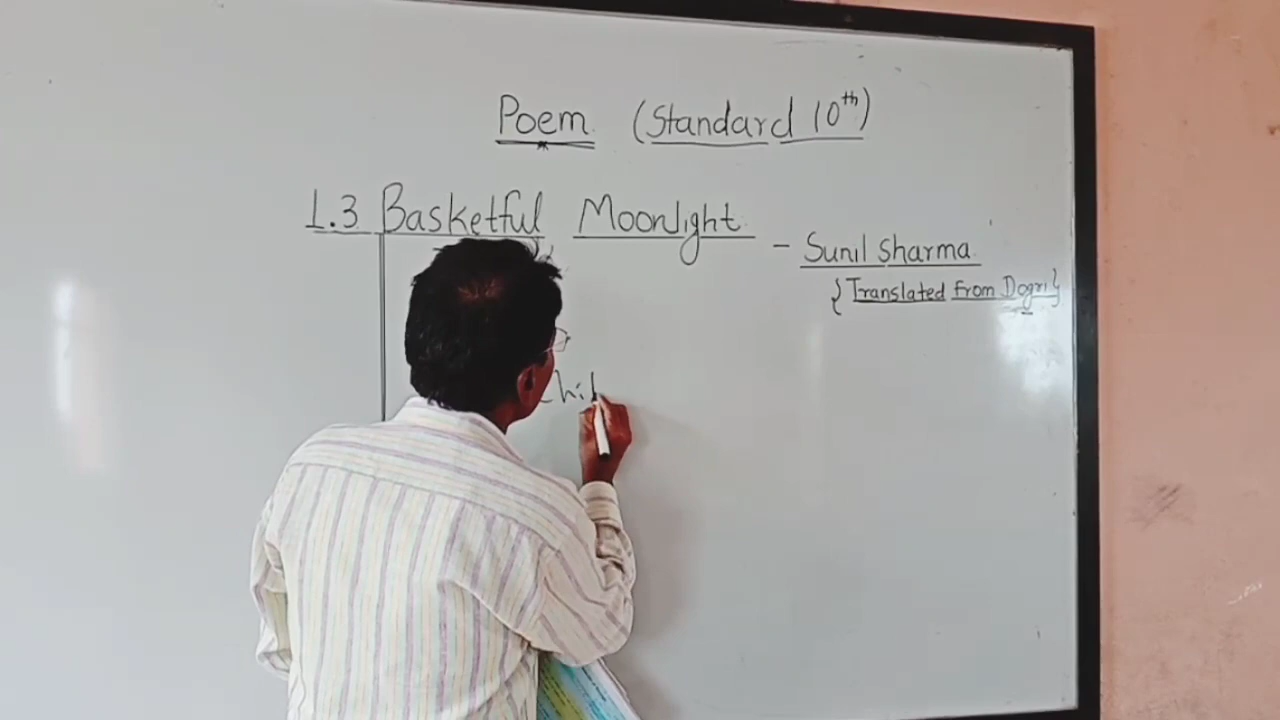 Poem (Standard 10th)
1.3 Basketful Moonlight
- Sunil Sharma
{Translated from Dogri}